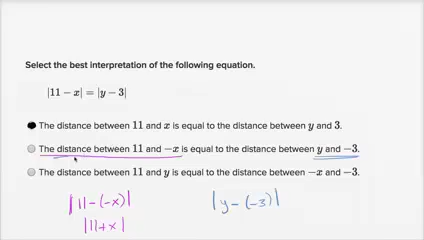 Select the best interpretation of the following equation.
|11 − x| = |y − 3|
The distance between 11 and x is equal to the distance between y and 3.
The distance between 11 and −x is equal to the distance between y and −3.
The distance between 11 and y is equal to the distance between −x and −3.
|11 − (−x)| |y − (−3)|
|11 + x|